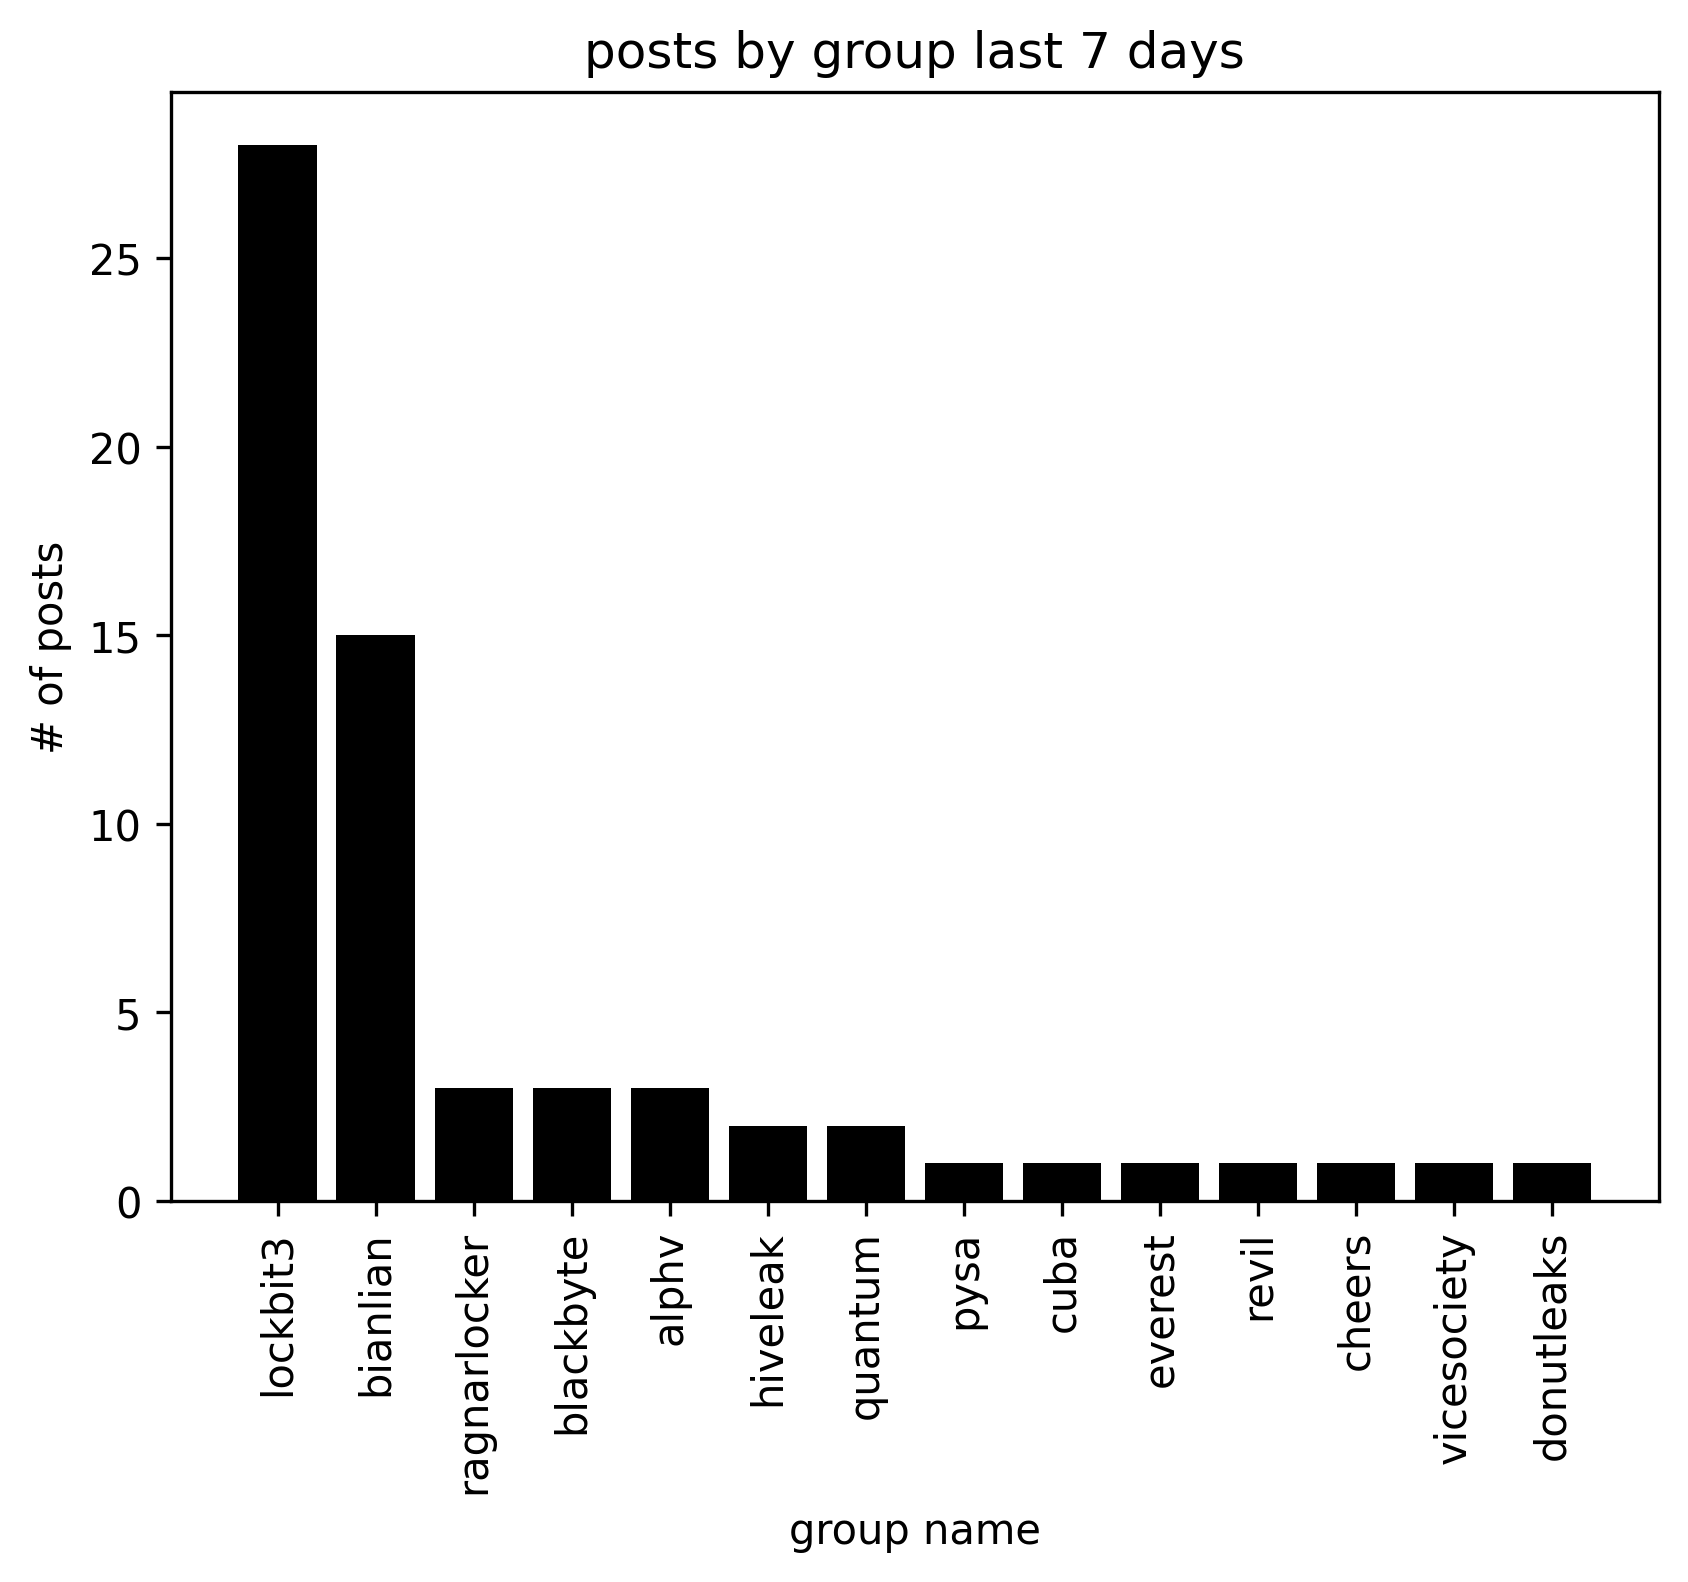 posts by group last 7 days
# of posts
25
20
15
10
5
0
lockbit3
bianlian
ragnarlocker
blackbyte
alphv
hiveleak
quantum
pysa
cuba
everest
revil
cheers
vicesociety
donutleaks
group name